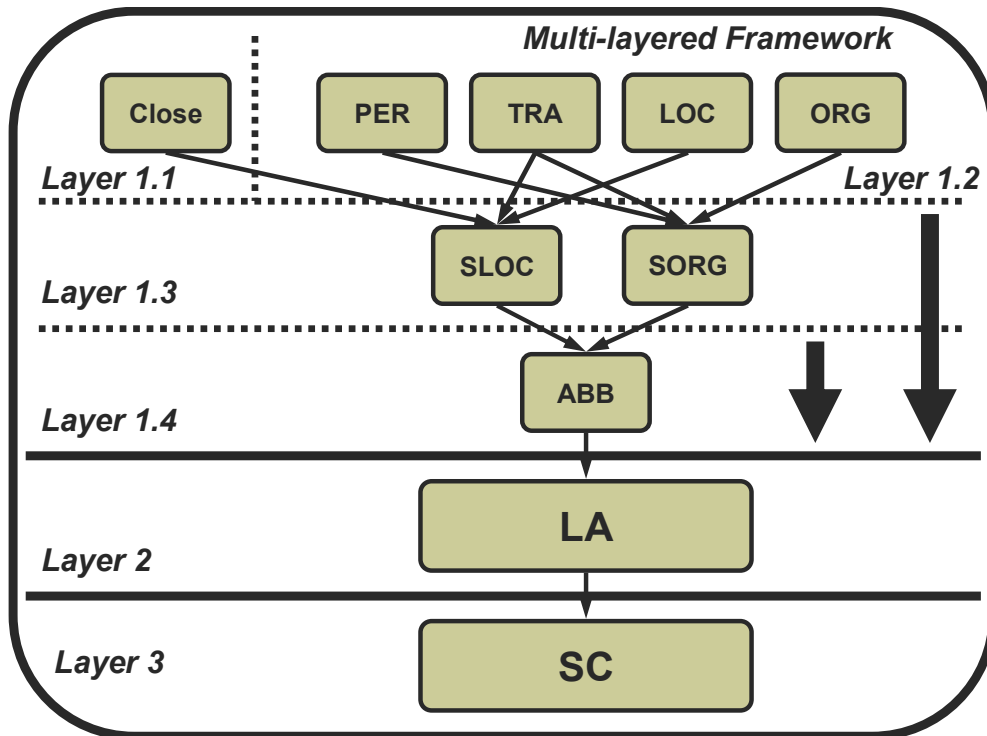 Multi-layered Framework
Close
PER
TRA
LOC
ORG
Layer 1.1
Layer 1.2
SLOC
SORG
Layer 1.3
ABB
Layer 1.4
LA
Layer 2
SC
Layer 3